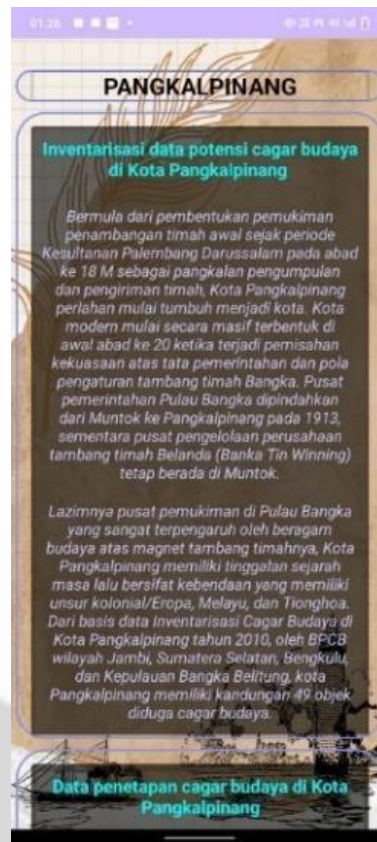 01.26
PANGKALPINANG
Inventarisasi data potensi cagar budaya
di Kota Pangkalpinang
Bermula dari pembentukan pemukiman
penambangan timah awal sejak periode
Kesultanan Palembang Darussalam pada abad
ke 18 M sebagai pangkalan pengumpulan
dan pengiriman timah, Kota Pangkalpinang
perlahan mulai tumbuh menjadi kota. Kota
modern mulai secara masif terbentuk di
awal abad ke 20 ketika terjadi pemisahan
kekuasaan atas tata pemerintahan dan pola
pengaturan tambang timah Bangka. Pusat
pemerintahan Pulau Bangka dipindahkan
dari Muntok ke Pangkalpinang pada 1913,
sementara pusat pengelolaan perusahaan
tambang timah Belanda (Banka Tin Winning)
tetap berada di Muntok.
Lazimnya pusat pemukiman di Pulau Bangka
yang sangat terpengaruh oleh beragam
budaya atas magnet tambang timahnya, Kota
Pangkalpinang memiliki tinggalan sejarah
masa lalu bersifat kebendaan yang memiliki
unsur kolonial/Eropa, Melayu, dan Tionghoa.
Dari basis data Inventarisasi Cagar Budaya di
Kota Pangkalpinang tahun 2010, oleh BPCB
wilayah Jambi, Sumatera Selatan, Bengkulu,
dan Kepulauan Bangka Belitung, kota
Pangkalpinang memiliki kandungan 49 objek
diduga cagar budaya.
Data penetapan cagar budaya di Kota
Pangkalpinang